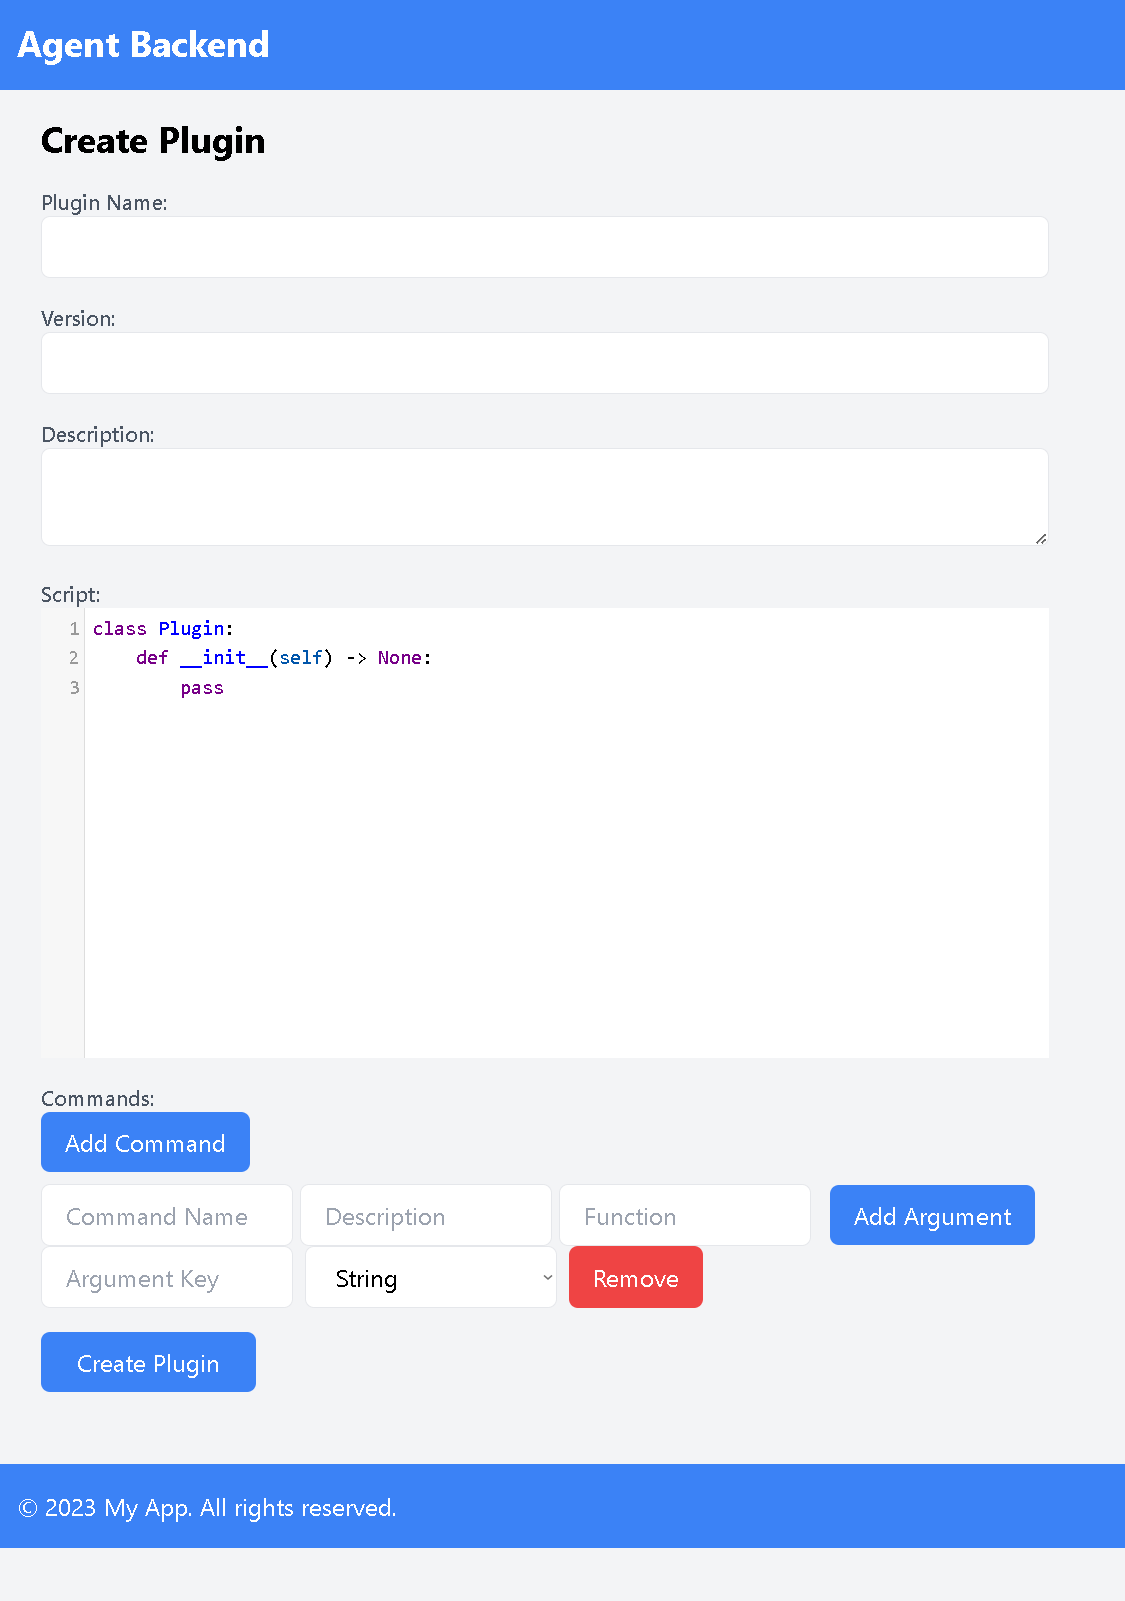 Agent Backend
Create Plugin
Plugin Name:
Version:
Description:
Script:
1 class Plugin:
2     def __init__(self) -> None:
3         pass
Commands:
Add Command
Command Name Description Function Add Argument
Argument Key String Remove
Create Plugin
© 2023 My App. All rights reserved.